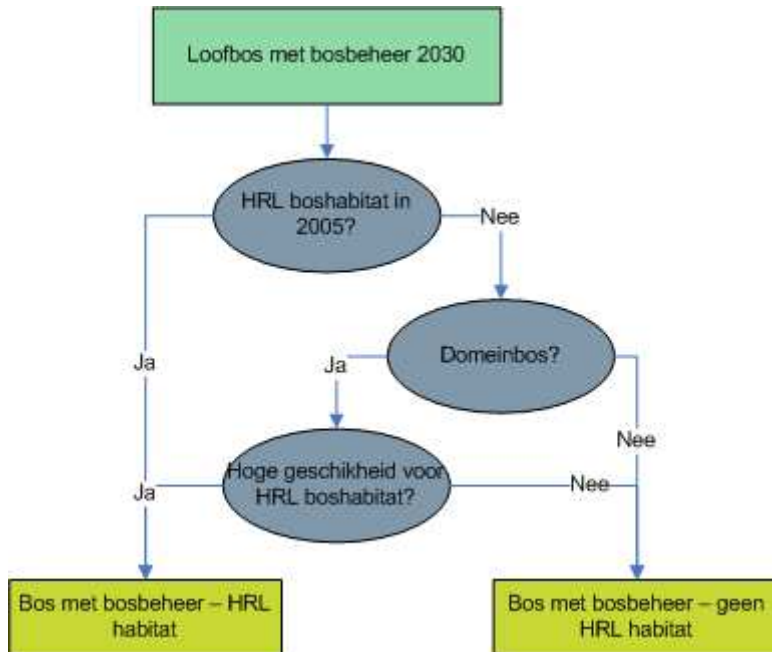 Loofbos met bosbeheer 2030
HRL boshabitat in
2005?
Nee
Domeinbos?
Ja
Ja
Nee
Hoge geschikheid voor
HRL boshabitat?
Ja
Nee
Bos met bosbeheer – HRL
habitat
Bos met bosbeheer – geen
HRL habitat